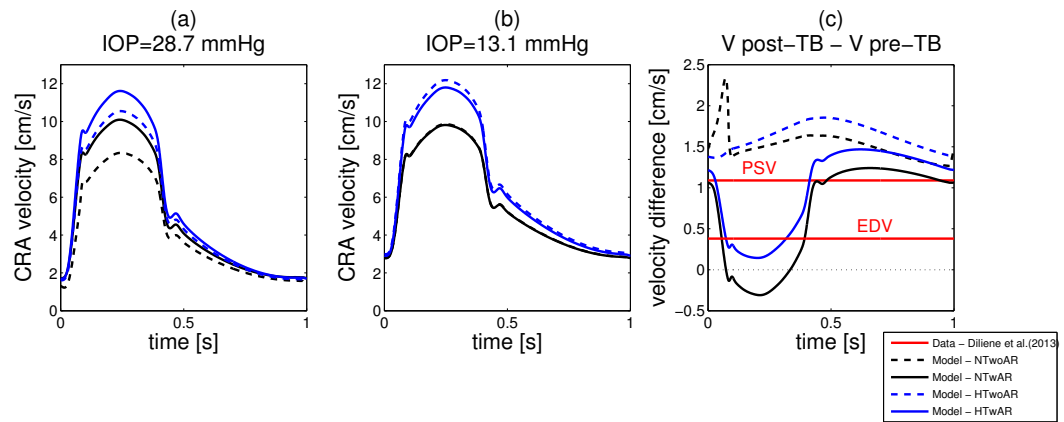 (a)
IOP=28.7 mmHg
CRA velocity [cm/s]
12
10
8
6
4
2
0
0
0.5
1
time [s]
(b)
IOP=13.1 mmHg
CRA velocity [cm/s]
12
10
8
6
4
2
0
0
0.5
1
time [s]
(c)
V post−TB − V pre−TB
velocity difference [cm/s]
2.5
2
1.5
1
0.5
0
−0.5
PSV
EDV
0
0.5
1
time [s]
Data − Diliene et al.(2013)
Model − NTwoAR
Model − NTwAR
Model − HTwoAR
Model − HTwAR